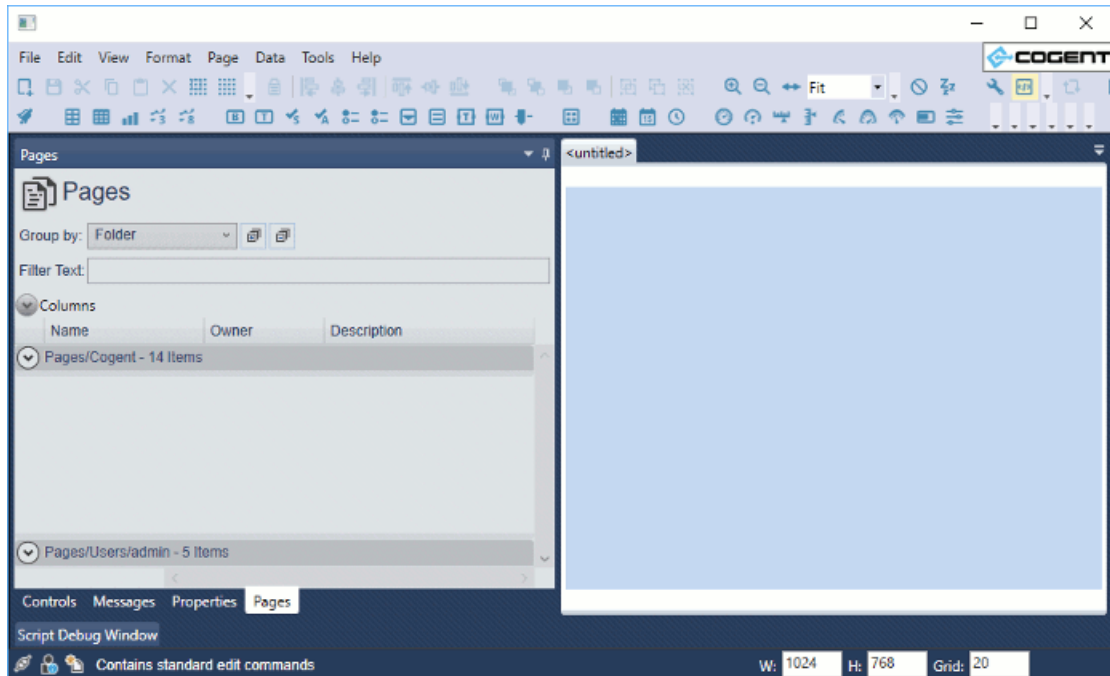 File Edit View Format Page Data Tools Help
COGENT
Fit
Pages
<untitled>
Pages
Group by: Folder
Filter Text:
Columns
Name Owner Description
Pages/Cogent - 14 Items
Pages/Users/admin - 5 Items
Controls Messages Properties Pages
Script Debug Window
Contains standard edit commands W: 1024 H: 768 Grid: 20